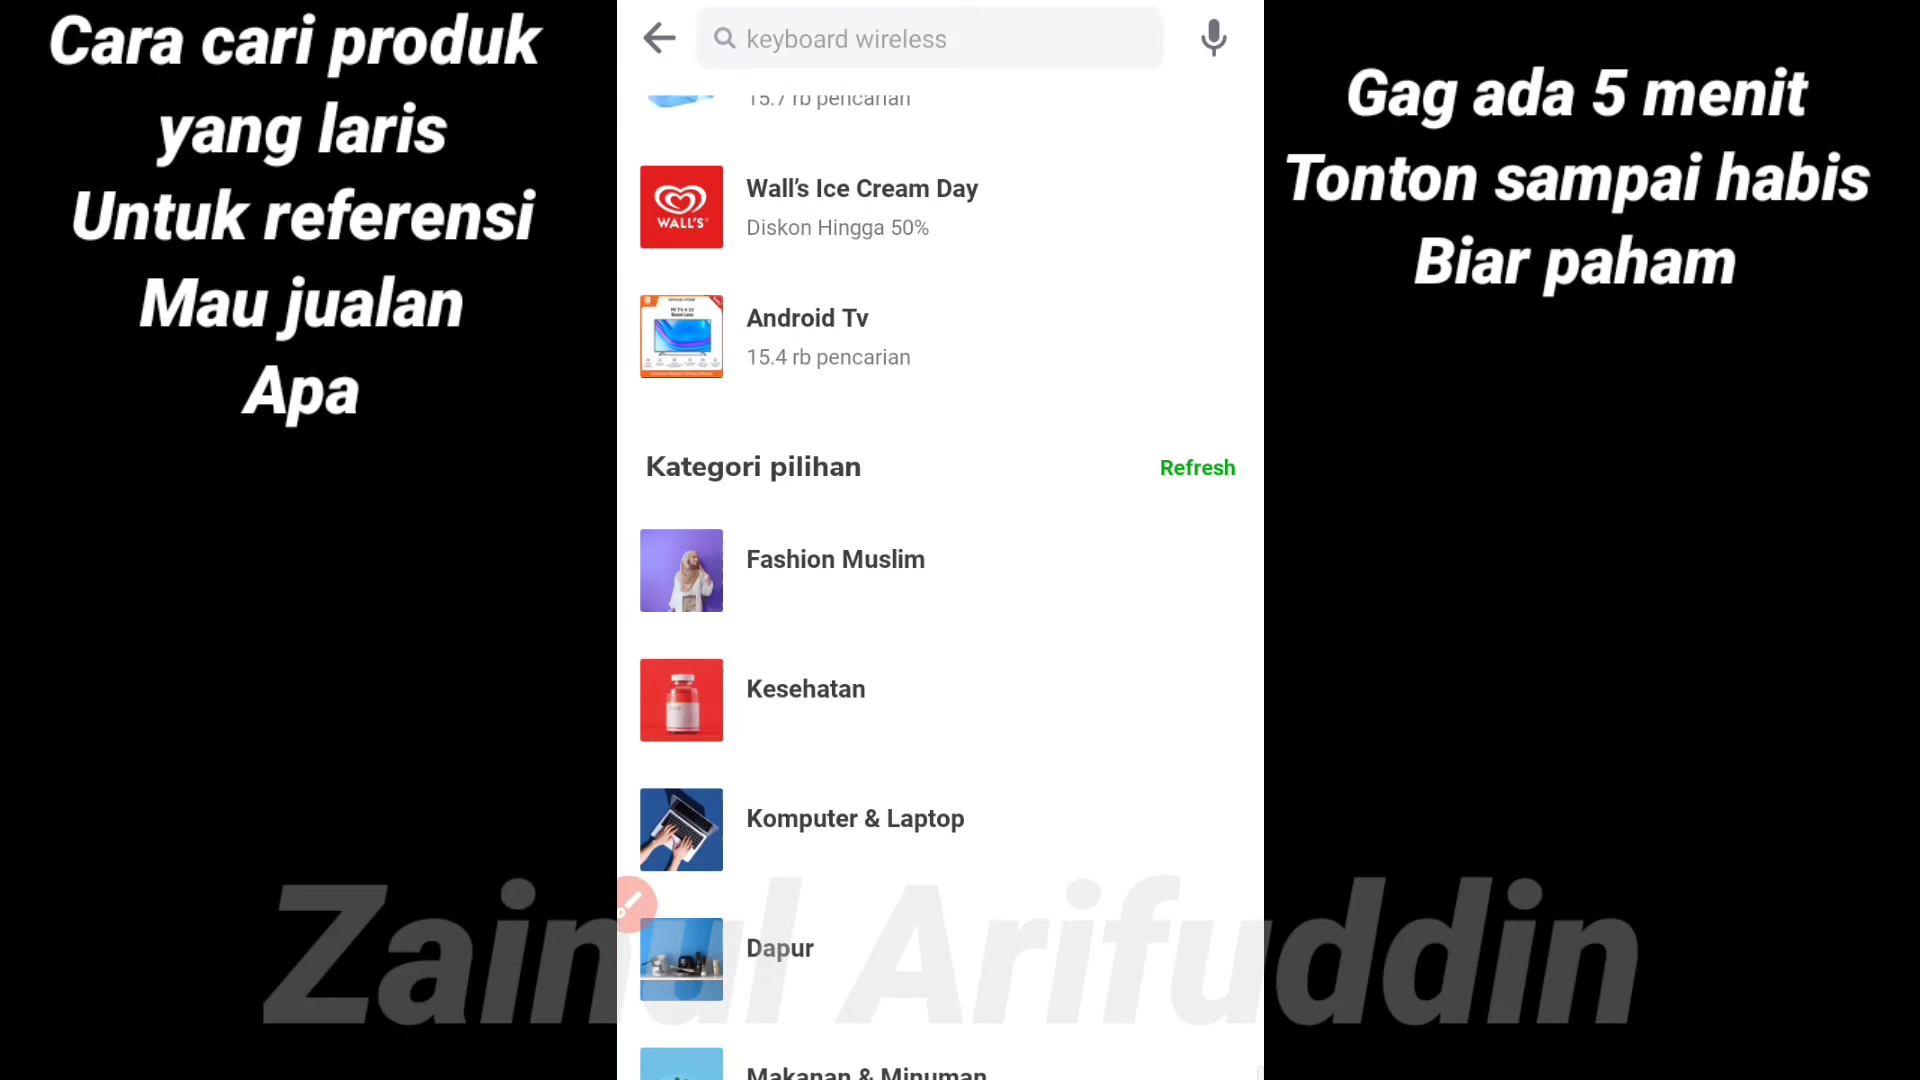 Cara cari produk
yang laris
Untuk referensi
Mau jualan
Apa
keyboard wireless
15.7 rb pencarian
WALL'S
Wall's Ice Cream Day
Diskon Hingga 50%
Android Tv
15.4 rb pencarian
Kategori pilihan
Refresh
Fashion Muslim
Kesehatan
Komputer & Laptop
Dapur
Makanan & Minuman
Gag ada 5 menit
Tonton sampai habis
Biar paham
Zainul Arifuddin